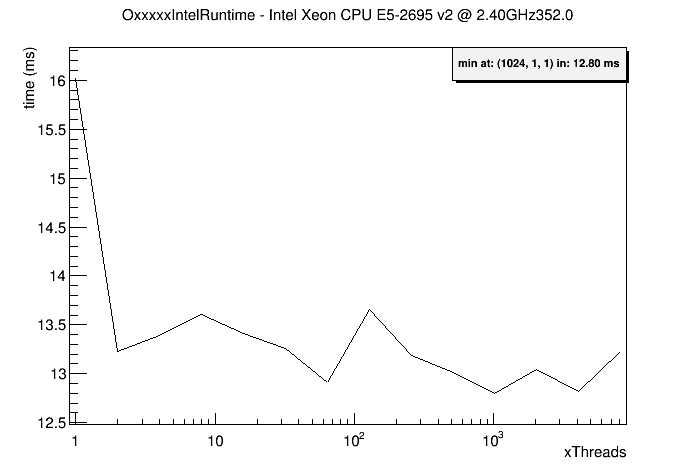 OxxxxxIntelRuntime - Intel Xeon CPU E5-2695 v2 @ 2.40GHz352.0
time (ms)
min at: (1024, 1, 1) in: 12.80 ms
16
15.5
15
14.5
14
13.5
13
12.5
1 10 10² 10³
xThreads